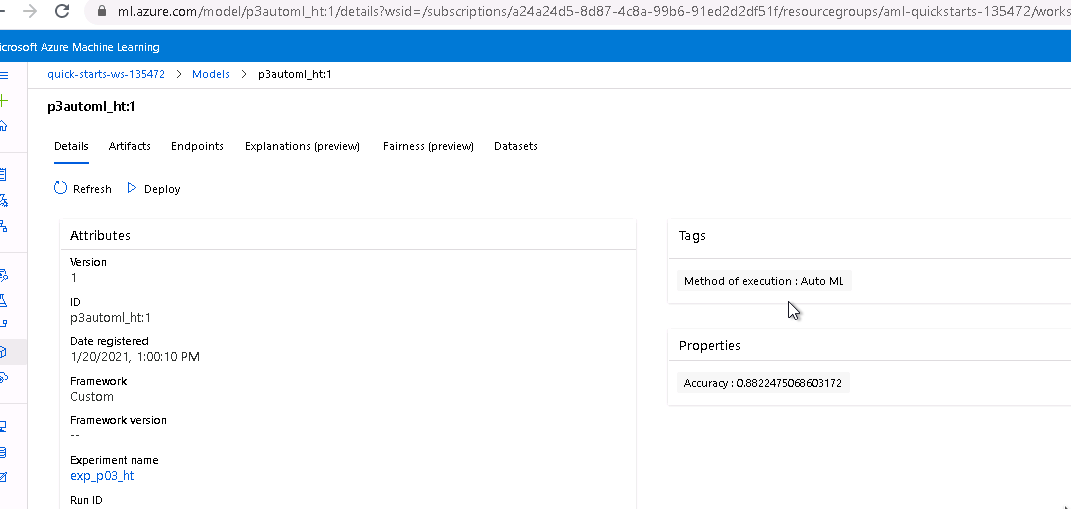 ml.azure.com/model/p3automl_ht:1/details?wsid=/subscriptions/a24a24d5-8d87-4c8a-99b6-91ed2d2df51f/resourcegroups/aml-quickstarts-135472/works
icrosoft Azure Machine Learning
quick-starts-ws-135472 > Models > p3automl_ht:1
p3automl_ht:1
Details Artifacts Endpoints Explanations (preview) Fairness (preview) Datasets
Refresh Deploy
Attributes
Version
1
ID
p3automl_ht:1
Date registered
1/20/2021, 1:00:10 PM
Framework
Custom
Framework version
--
Experiment name
exp_p03_ht
Run ID
Tags
Method of execution : Auto ML
Properties
Accuracy : 0.8822475068603172